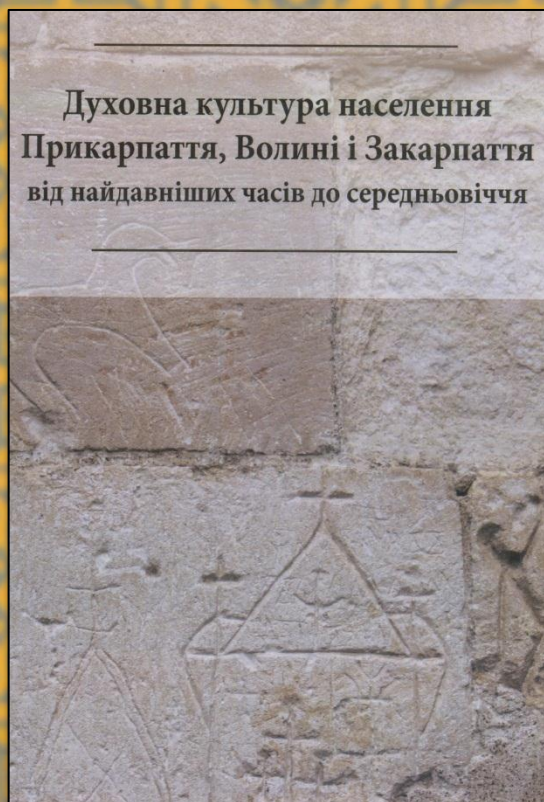 Духовна культура населення
Прикарпаття, Волині і Закарпаття
від найдавніших часів до середньовіччя